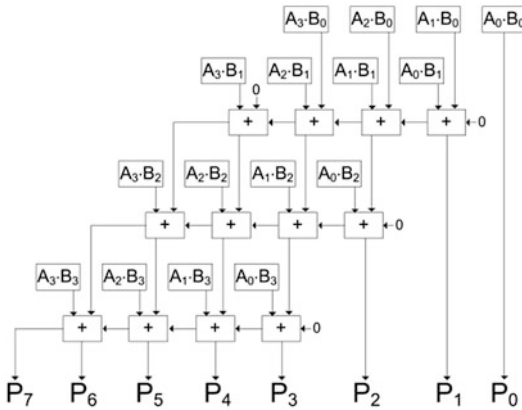 A₃·B₀ A₂·B₀ A₁·B₀ A₀·B₀
A₃·B₁ 0 A₂·B₁ A₁·B₁ A₀·B₁
+ + + + 0
A₃·B₂ A₂·B₂ A₁·B₂ A₀·B₂
+ + + + 0
A₃·B₃ A₂·B₃ A₁·B₃ A₀·B₃
+ + + + 0
P₇ P₆ P₅ P₄ P₃ P₂ P₁ P₀